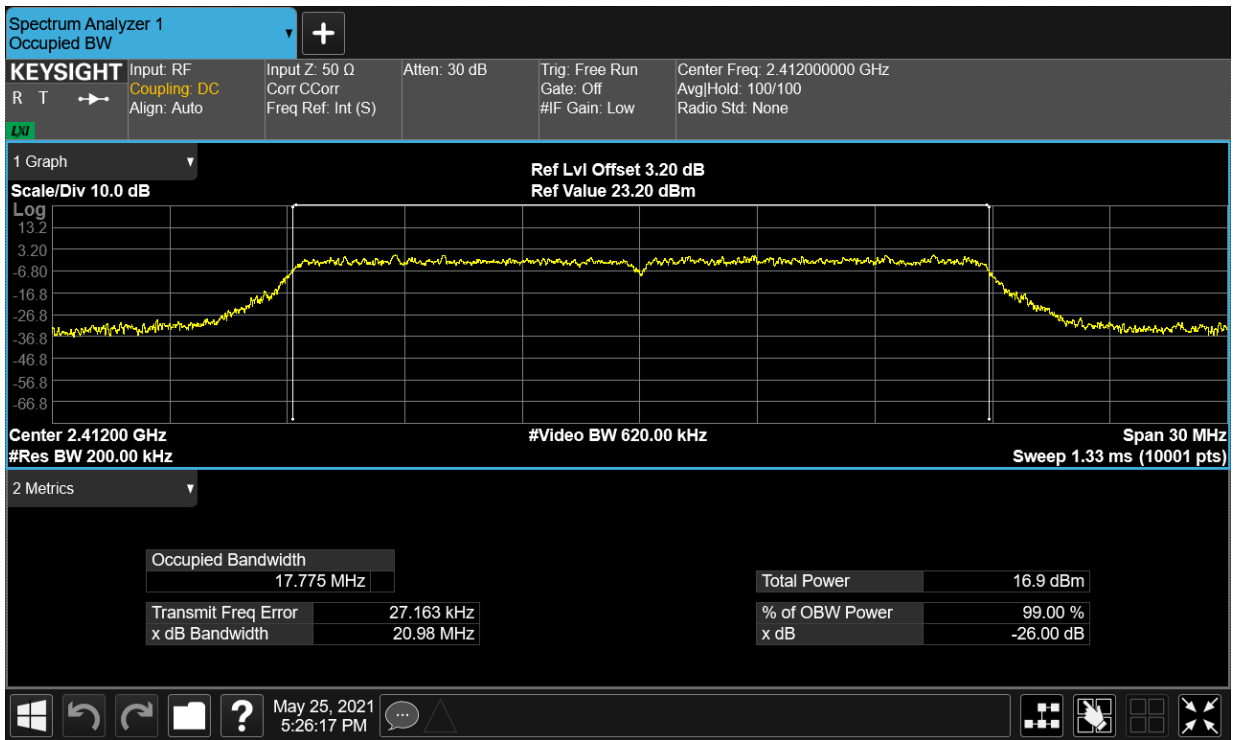 Spectrum Analyzer 1
Occupied BW
▼
+
KEYSIGHT
R T
LXI
Input: RF
Coupling: DC
Align: Auto
Input Z: 50 Ω
Corr CCorr
Freq Ref: Int (S)
Atten: 30 dB
Trig: Free Run
Gate: Off
#IF Gain: Low
Center Freq: 2.412000000 GHz
Avg|Hold: 100/100
Radio Std: None
1 Graph ▼
Scale/Div 10.0 dB
Ref Lvl Offset 3.20 dB
Ref Value 23.20 dBm
Log
13.2
3.20
-6.80
-16.8
-26.8
-36.8
-46.8
-56.8
-66.8
Center 2.41200 GHz
#Res BW 200.00 kHz
#Video BW 620.00 kHz
Span 30 MHz
Sweep 1.33 ms (10001 pts)
2 Metrics ▼
Occupied Bandwidth
17.775 MHz
Transmit Freq Error 27.163 kHz
x dB Bandwidth 20.98 MHz
Total Power 16.9 dBm
% of OBW Power 99.00 %
x dB -26.00 dB
?
May 25, 2021
5:26:17 PM